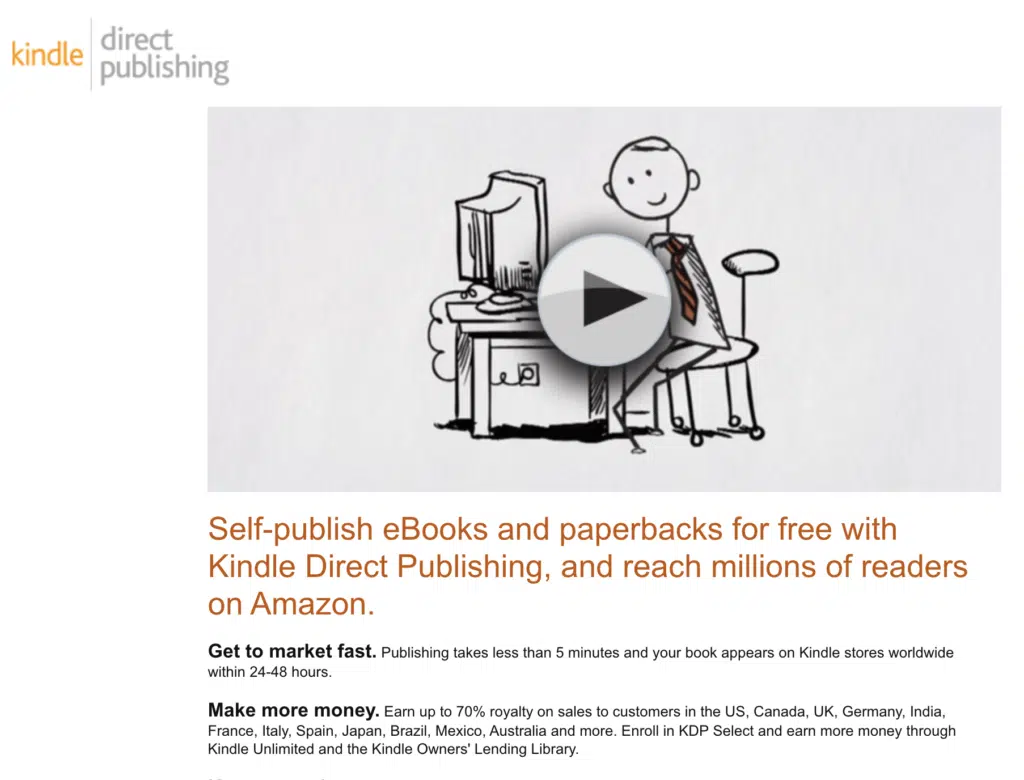 kindle
direct
publishing
Self-publish eBooks and paperbacks for free with
Kindle Direct Publishing, and reach millions of readers
on Amazon.
Get to market fast. Publishing takes less than 5 minutes and your book appears on Kindle stores worldwide
within 24-48 hours.
Make more money. Earn up to 70% royalty on sales to customers in the US, Canada, UK, Germany, India,
France, Italy, Spain, Japan, Brazil, Mexico, Australia and more. Enroll in KDP Select and earn more money through
Kindle Unlimited and the Kindle Owners' Lending Library.